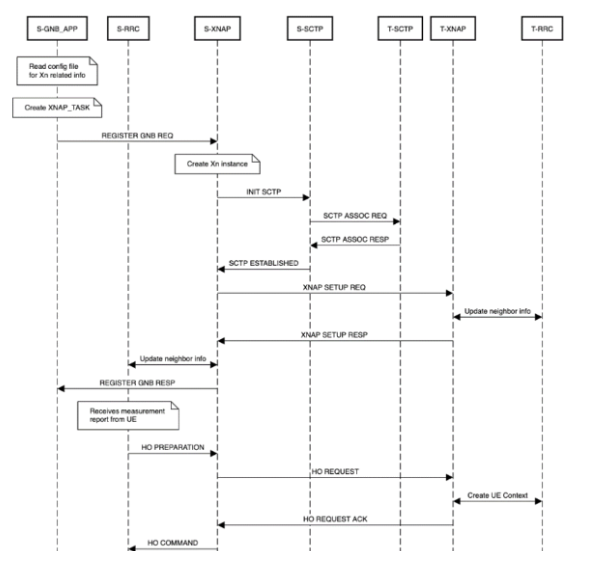 S-GNB_APP
S-RRC
S-XNAP
S-SCTP
T-SCTP
T-XNAP
T-RRC
Read config file
for Xn related info
Create XNAP_TASK
REGISTER GNB REQ
Create Xn instance
INIT SCTP
SCTP ASSOC REQ
SCTP ASSOC RESP
SCTP ESTABLISHED
XNAP SETUP REQ
Update neighbor info
XNAP SETUP RESP
Update neighbor info
REGISTER GNB RESP
Receives measurement
report from UE
HO PREPARATION
HO REQUEST
Create UE Context
HO REQUEST ACK
HO COMMAND